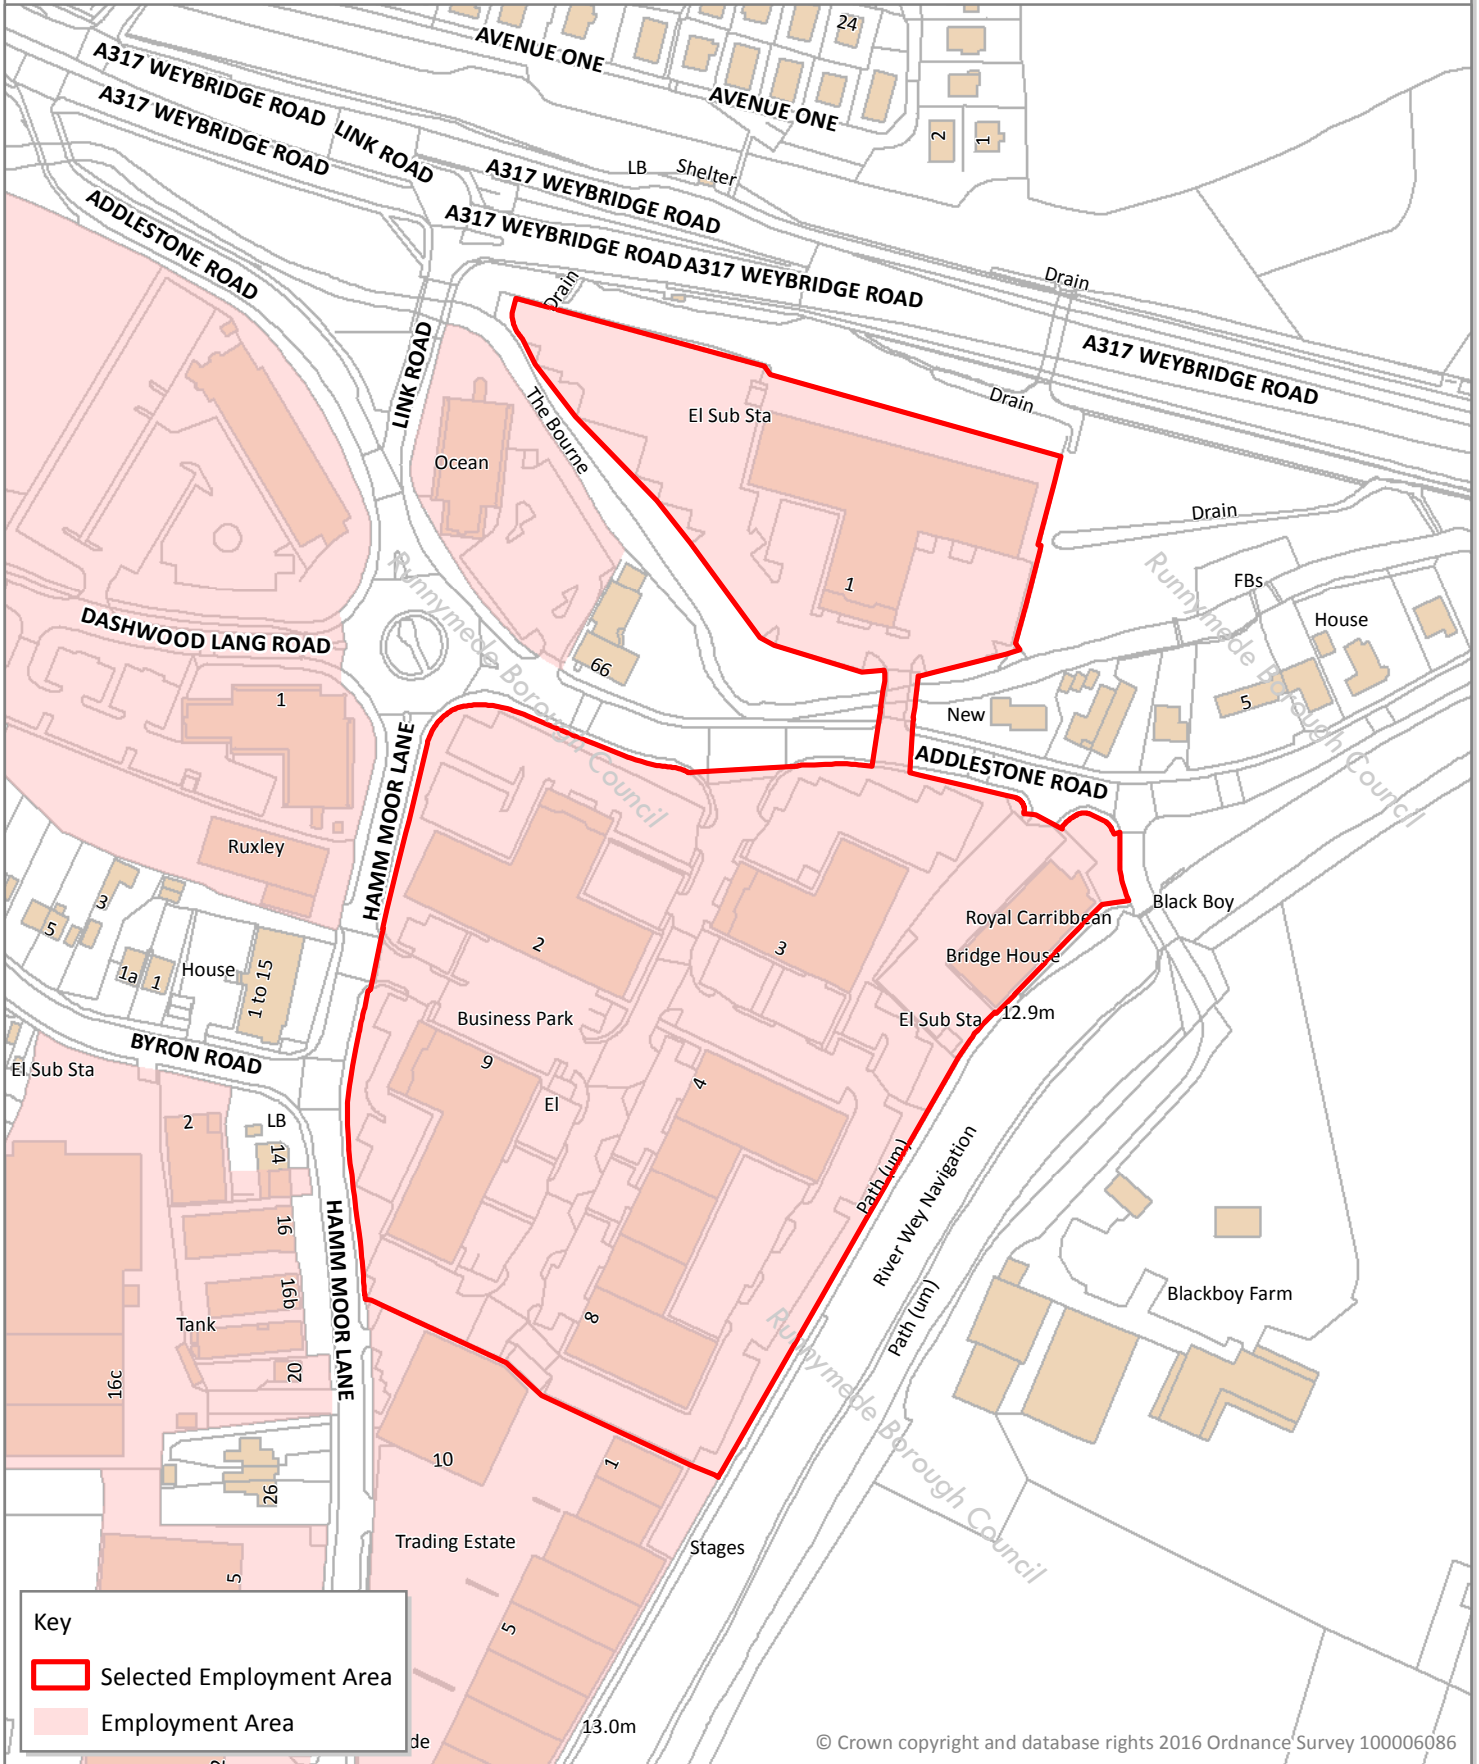 24
AVENUE ONE
AVENUE ONE
A317 WEYBRIDGE ROAD
A317 WEYBRIDGE ROAD
LINK ROAD
2
1
LB
Shelter
A317 WEYBRIDGE ROAD
A317 WEYBRIDGE ROAD
A317 WEYBRIDGE ROAD
ADDLESTONE ROAD
Drain
Drain
A317 WEYBRIDGE ROAD
LINK ROAD
The Bourne
El Sub Sta
Drain
Ocean
Drain
Runnymede Borough Council
Runnymede Borough Council
1
FBs
House
DASHWOOD LANG ROAD
66
1
5
New
HAMM MOOR LANE
ADDLESTONE ROAD
Ruxley
3
5
Black Boy
Royal Carribbean
Bridge House
2
3
House
1a
1
1 to 15
Business Park
El Sub Sta
12.9m
BYRON ROAD
El Sub Sta
9
4
El
2
LB
14
Path (um)
River Wey Navigation
16
HAMM MOOR LANE
16b
Tank
8
Blackboy Farm
Path (um)
Runnymede Borough Council
20
16c
10
1
26
Trading Estate
Stages
5
5
Key
Selected Employment Area
Employment Area
de
13.0m
© Crown copyright and database rights 2016 Ordnance Survey 100006086